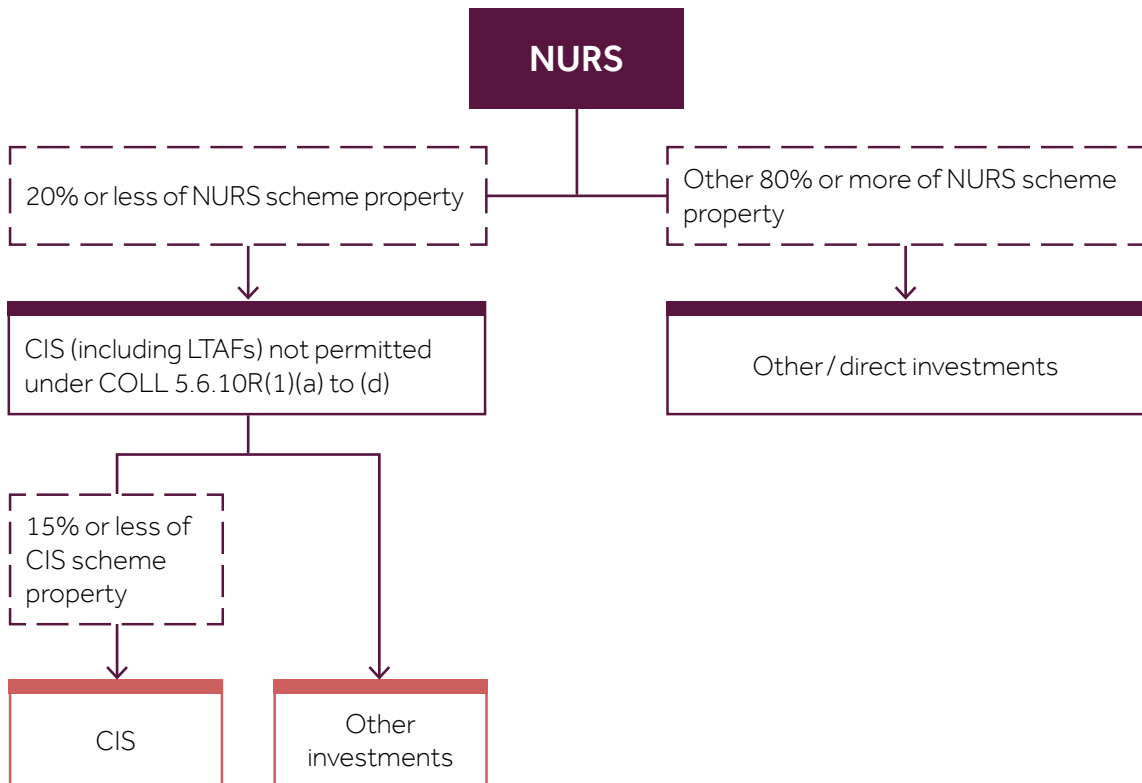 NURS
20% or less of NURS scheme property
Other 80% or more of NURS scheme
property
CIS (including LTAFs) not permitted
under COLL 5.6.10R(1)(a) to (d)
Other / direct investments
15% or less of
CIS scheme
property
CIS
Other
investments